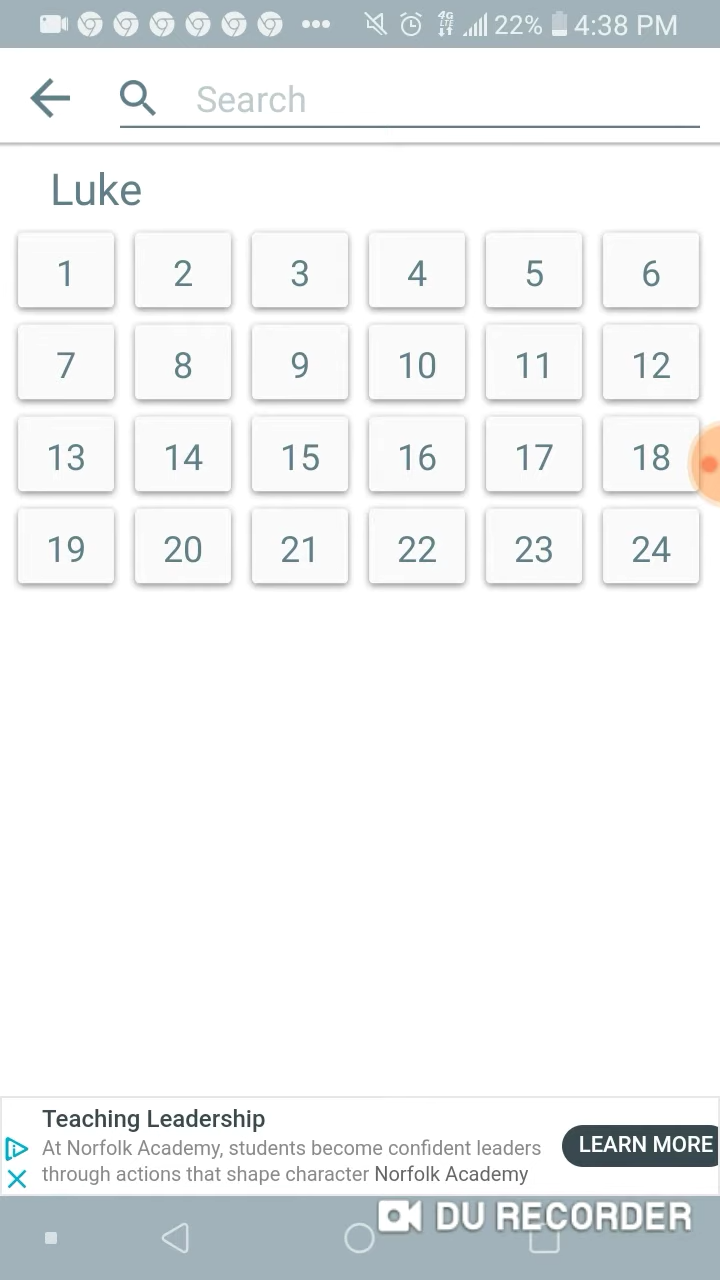 4G LTE 22% 4:38 PM
Search
Luke
1 2 3 4 5 6
7 8 9 10 11 12
13 14 15 16 17 18
19 20 21 22 23 24
Teaching Leadership
At Norfolk Academy, students become confident leaders
through actions that shape character Norfolk Academy
LEARN MORE
DU RECORDER